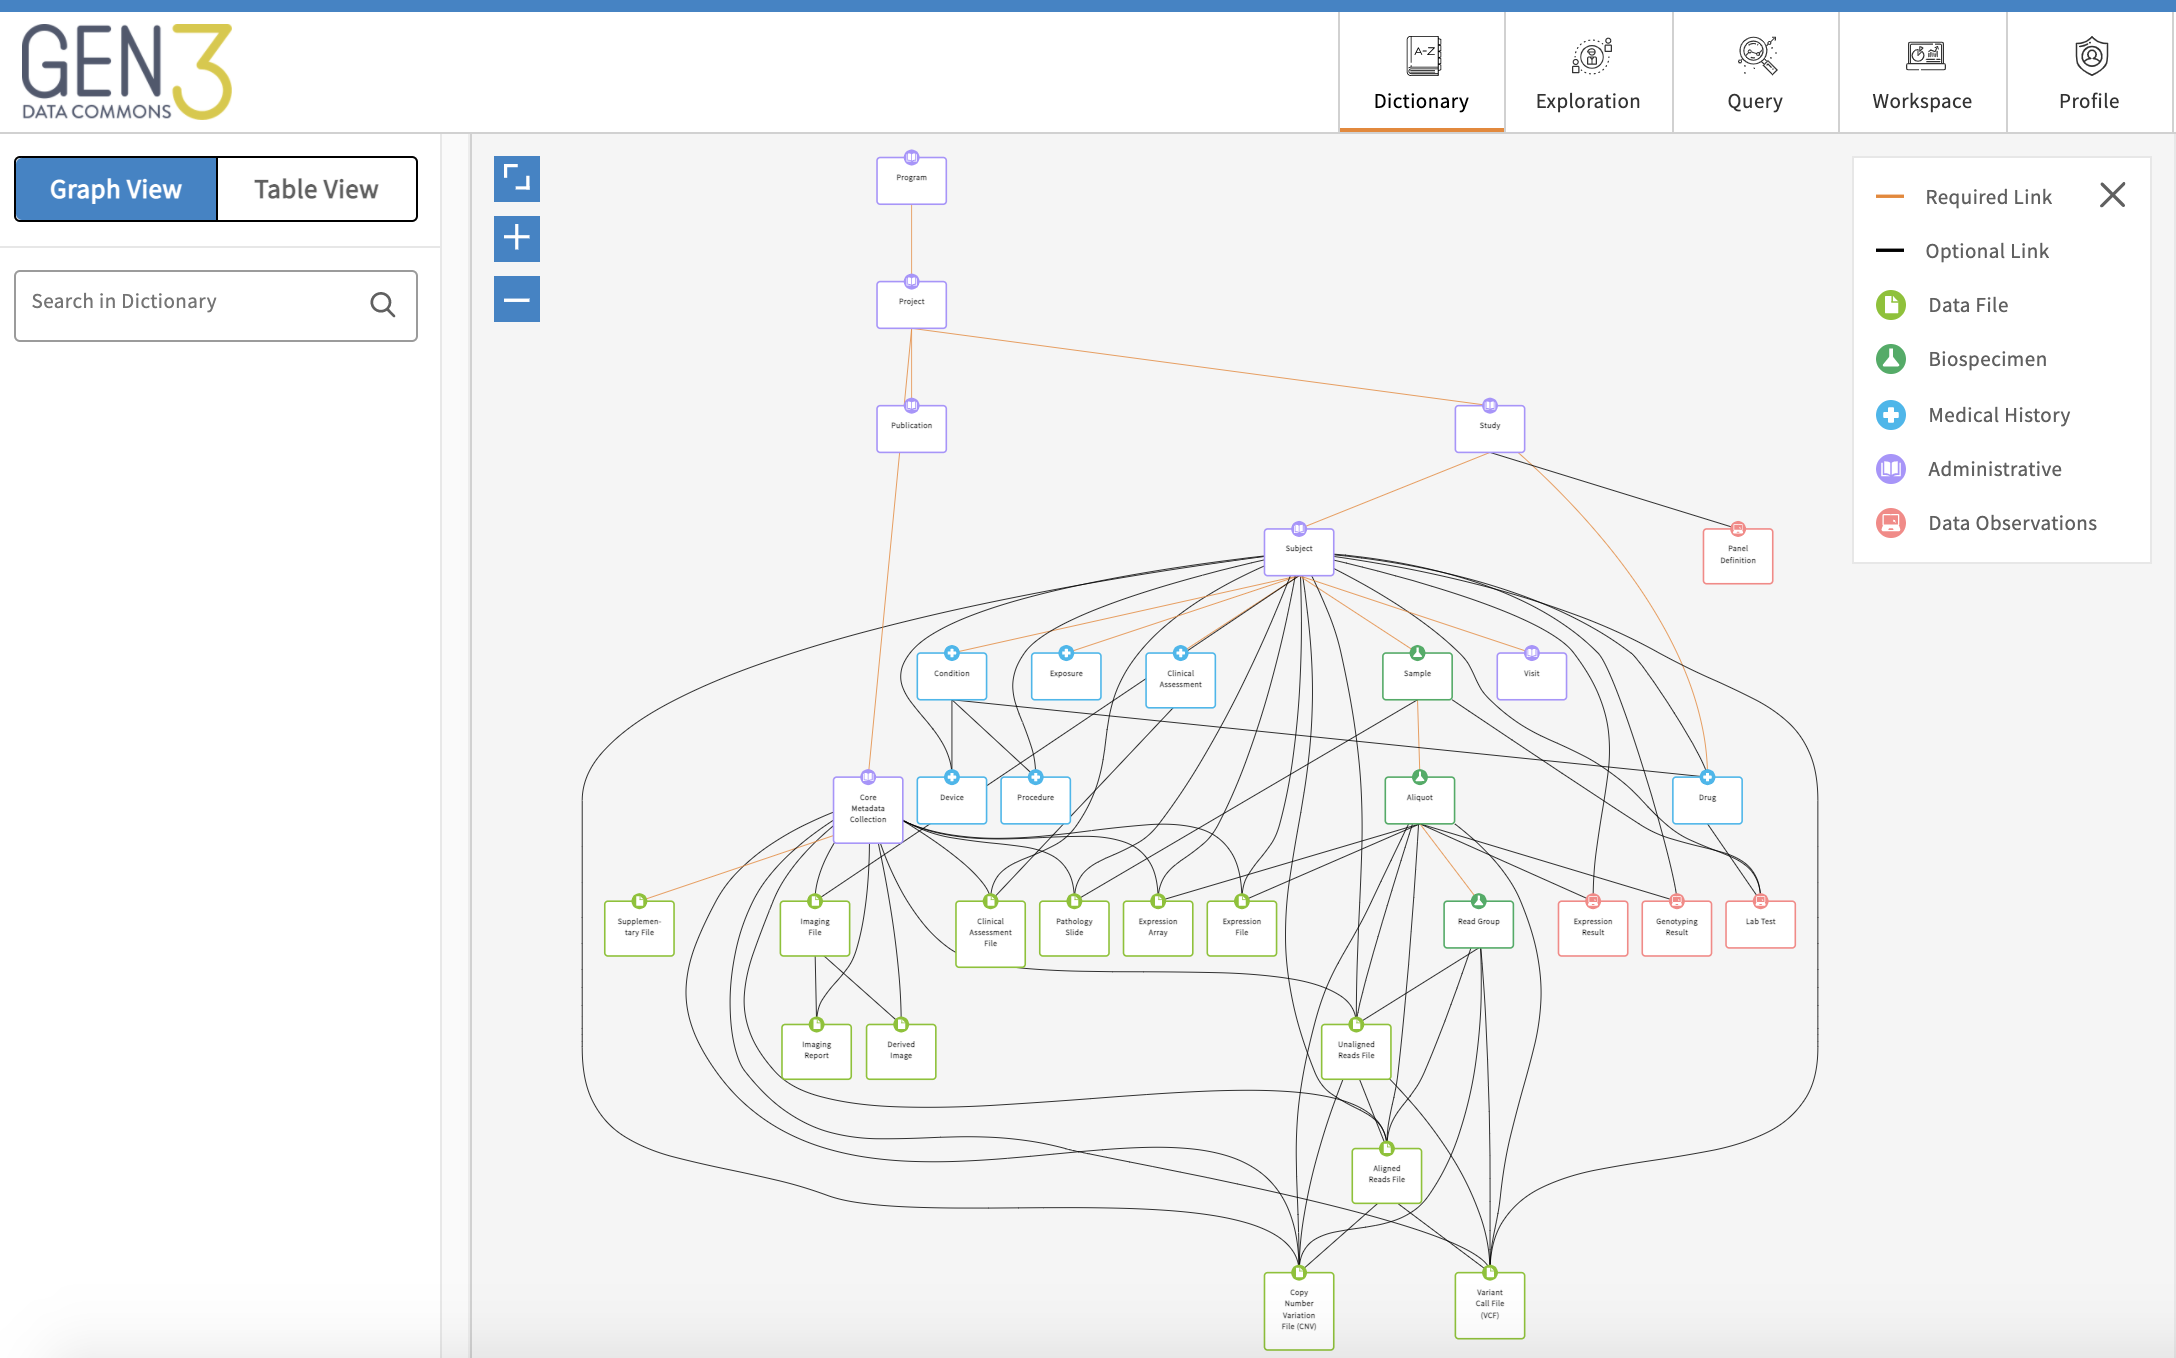 GEN3
DATA COMMONS
A-Z
Dictionary
Exploration
Query
Workspace
Profile
Graph View
Table View
Search in Dictionary
Required Link
Optional Link
Data File
Biospecimen
Medical History
Administrative
Data Observations
Program
Project
Publication
Study
Subject
Panel
Definition
Condition
Exposure
Clinical
Assessment
Sample
Visit
Core
Metadata
Collection
Device
Procedure
Aliquot
Drug
Supplemen-
tary File
Imaging
File
Clinical
Assessment
File
Pathology
Slide
Expression
Array
Expression
File
Read Group
Expression
Result
Genotyping
Result
Lab Test
Imaging
Report
Derived
Image
Unaligned
Reads File
Aligned
Reads File
Copy
Number
Variation
File (CNV)
Variant
Call File
(VCF)